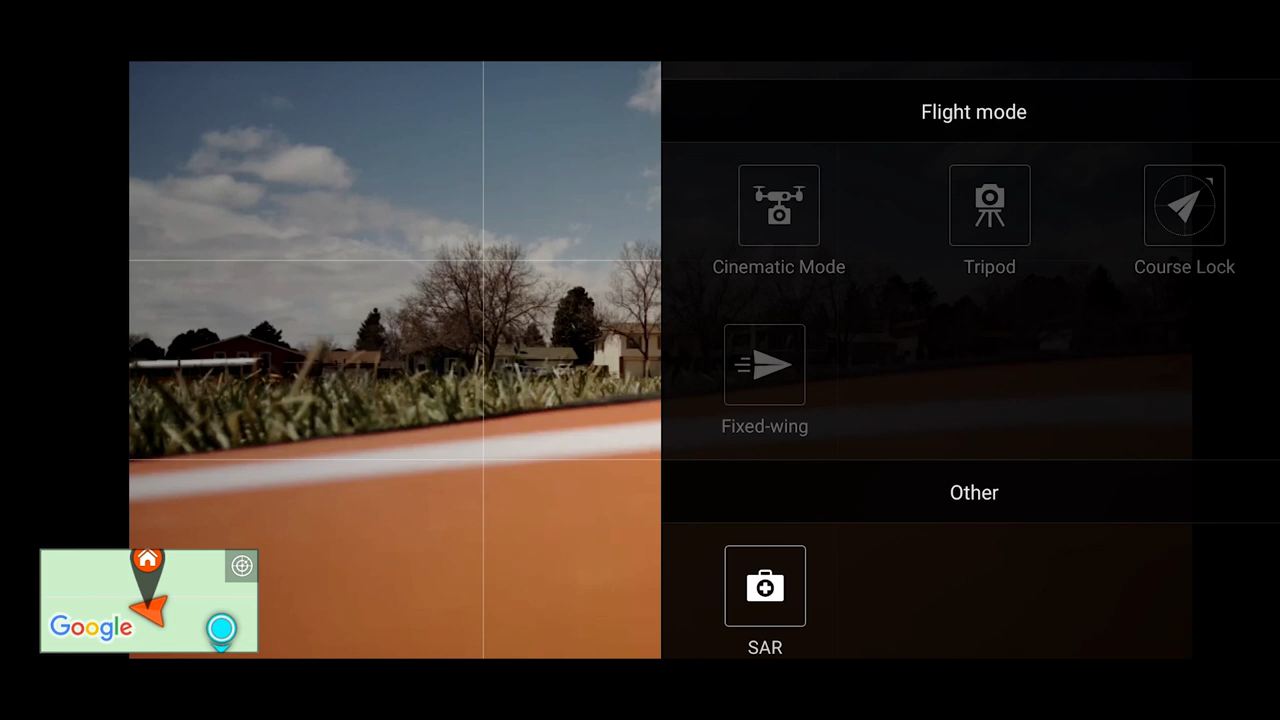 Flight mode
Cinematic Mode
Tripod
Course Lock
Fixed-wing
Other
SAR
Google